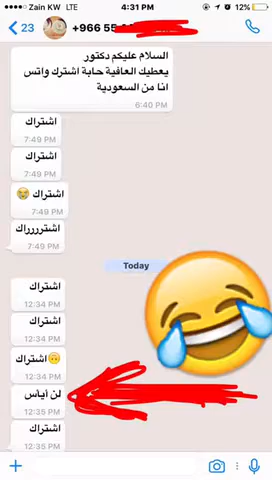 Zain KW LTE 4:31 PM 12%
23 +966 55
السلام عليكم دكتور
يعطيك العافية حابة اشترك واتس
انا من السعودية
6:40 PM
اشتراك
7:49 PM
اشتراك
7:49 PM
اشتراك 😭
7:49 PM
اشترررراك
7:49 PM
Today
اشتراك
12:34 PM
اشتراك
12:34 PM
اشتراك🙃
12:34 PM
لن أيأس
12:35 PM
اشتراك
12:35 PM